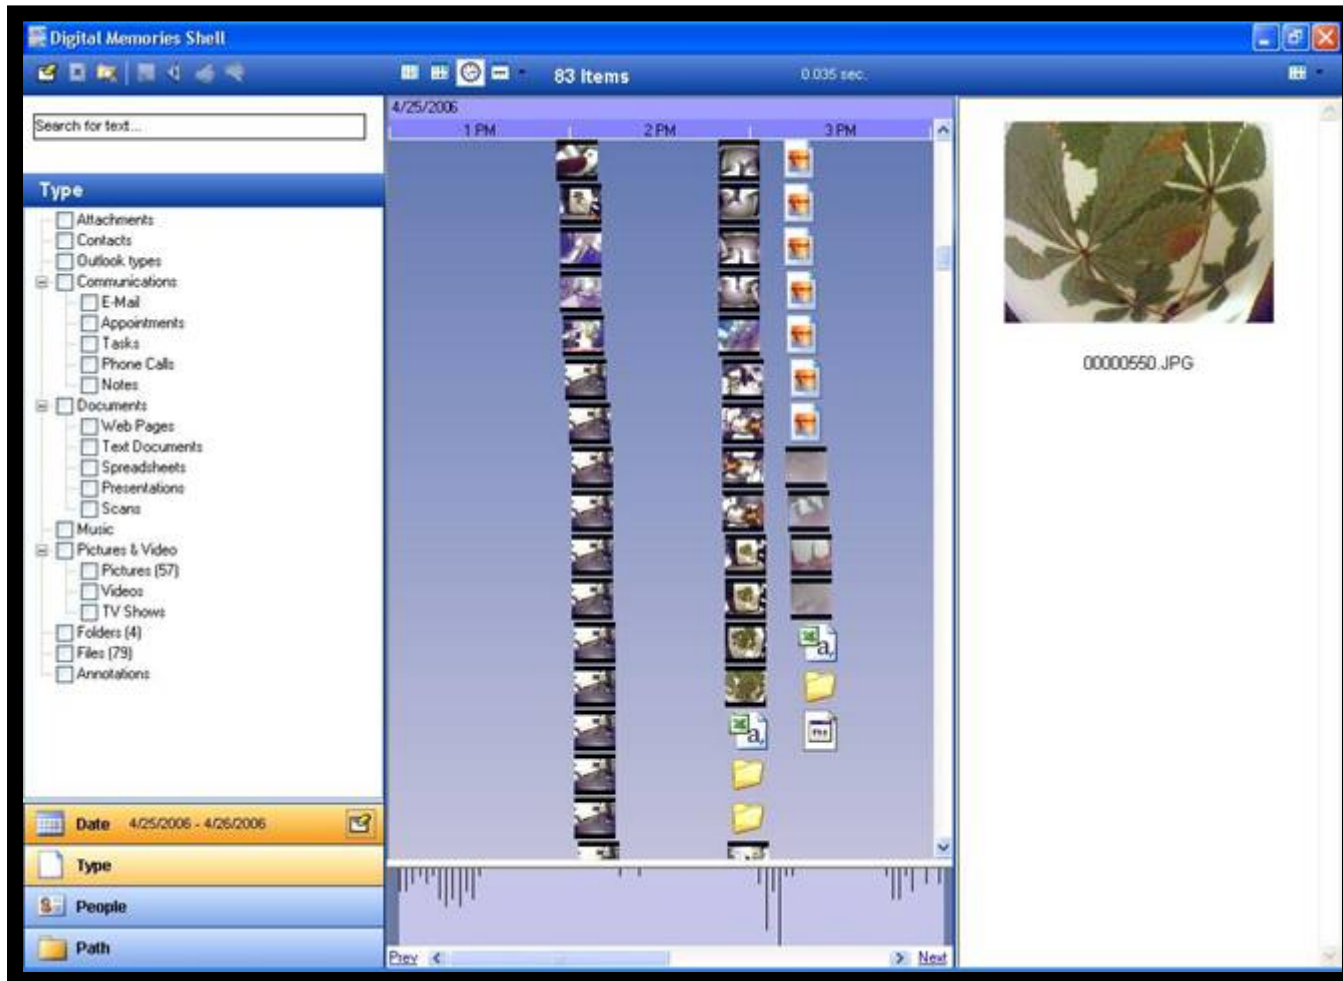 Digital Memories Shell
83 Items
0.035 sec.
Search for text...
Type
Attachments
Contacts
Outlook types
Communications
E-Mail
Appointments
Tasks
Phone Calls
Notes
Documents
Web Pages
Text Documents
Spreadsheets
Presentations
Scans
Music
Pictures & Video
Pictures (57)
Videos
TV Shows
Folders (4)
Files (79)
Annotations
Date 4/25/2006 - 4/26/2006
Type
People
Path
4/25/2006
1 PM 2 PM 3 PM
a,
a,
Prev Next
00000550.JPG